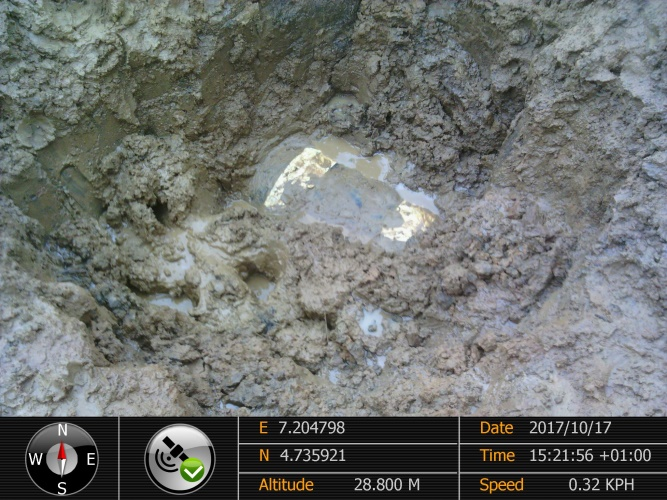 N
W E
S
E 7.204798
N 4.735921
Altitude 28.800 M
Date 2017/10/17
Time 15:21:56 +01:00
Speed 0.32 KPH